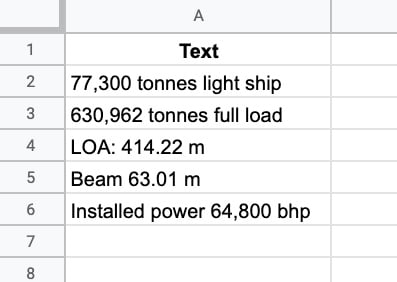 A
1 Text
2 77,300 tonnes light ship
3 630,962 tonnes full load
4 LOA: 414.22 m
5 Beam 63.01 m
6 Installed power 64,800 bhp
7
8